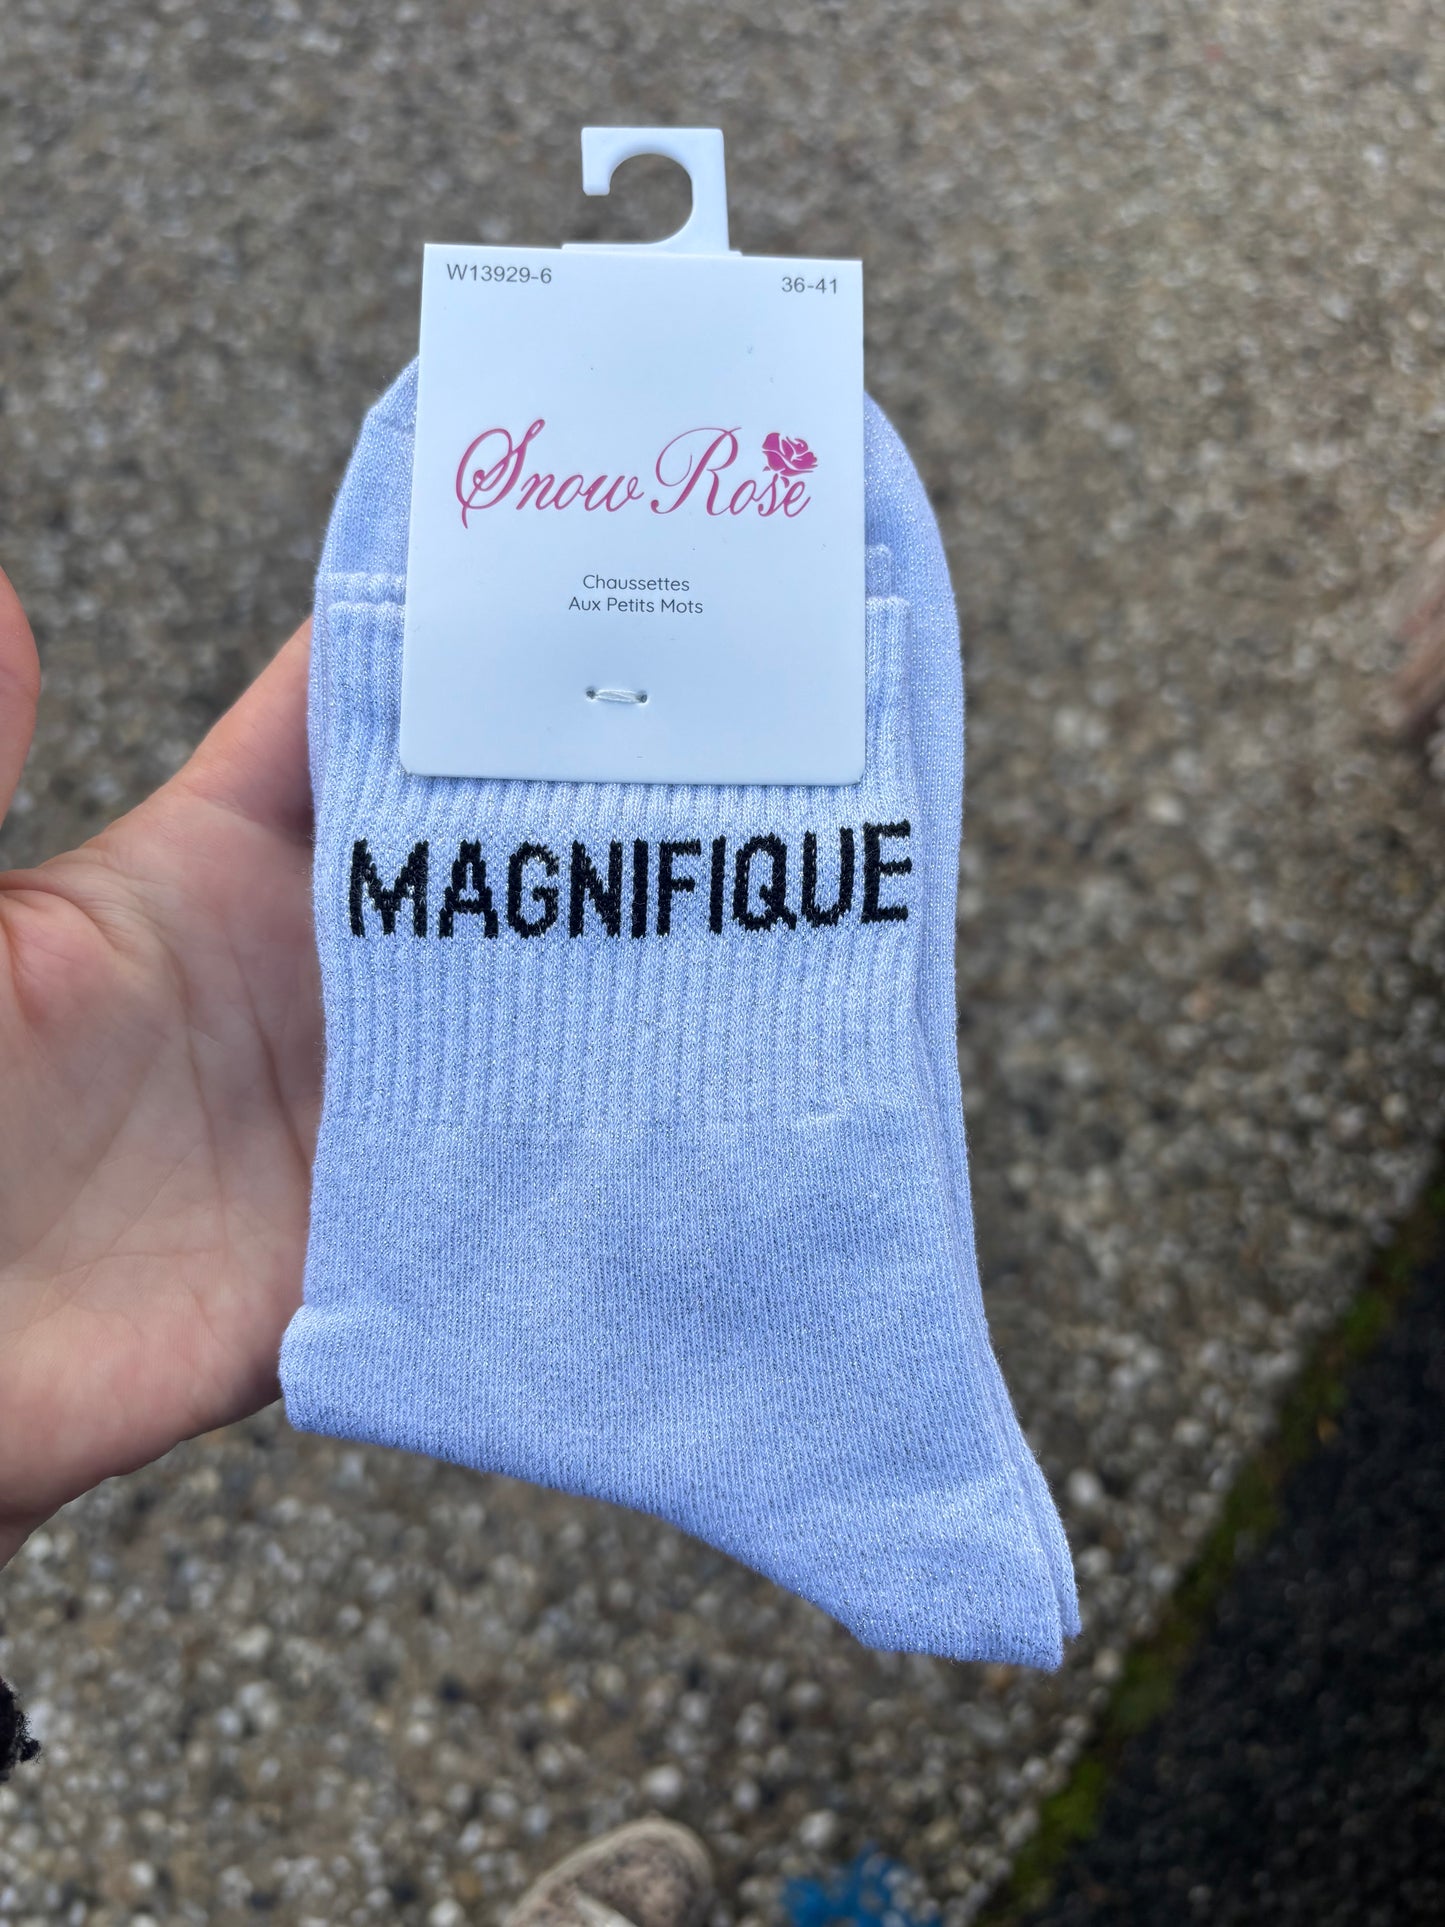 W13929-6 36-41
Snow Rose
Chaussettes
Aux Petits Mots
MAGNIFIQUE